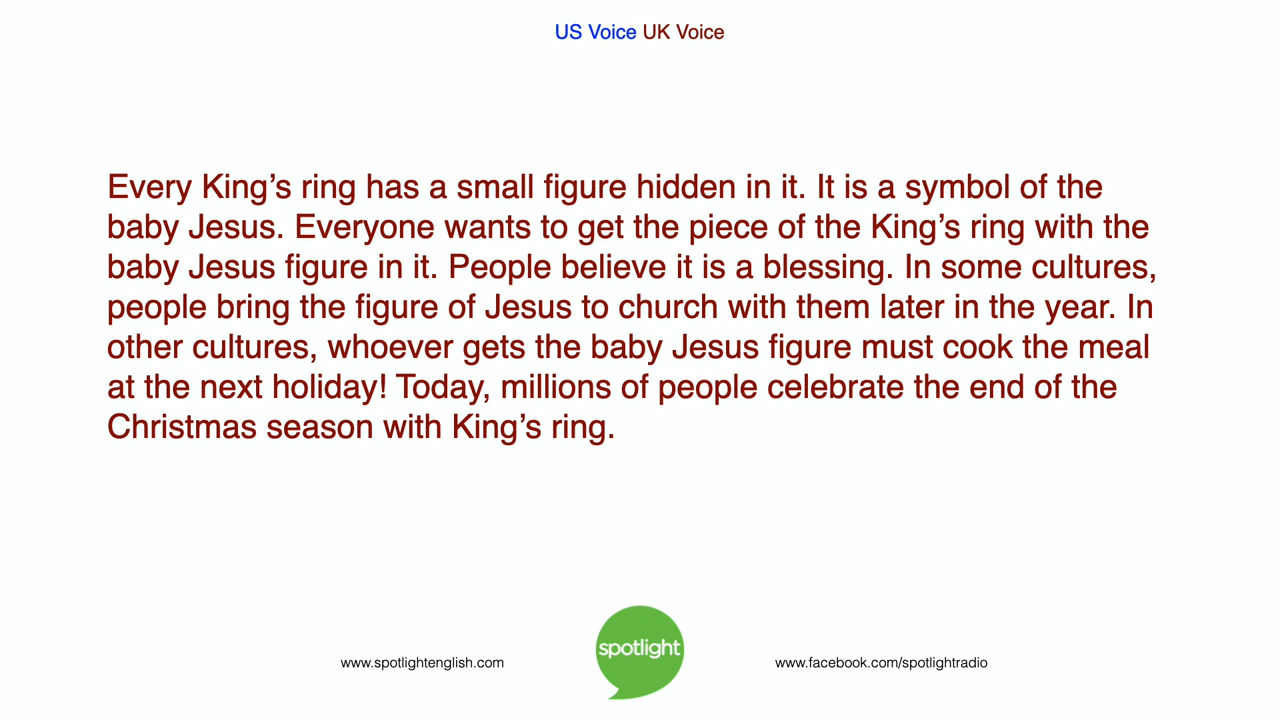 US Voice UK Voice
Every King’s ring has a small figure hidden in it. It is a symbol of the
baby Jesus. Everyone wants to get the piece of the King’s ring with the
baby Jesus figure in it. People believe it is a blessing. In some cultures,
people bring the figure of Jesus to church with them later in the year. In
other cultures, whoever gets the baby Jesus figure must cook the meal
at the next holiday! Today, millions of people celebrate the end of the
Christmas season with King’s ring.
www.spotlightenglish.com
spotlight
www.facebook.com/spotlightradio